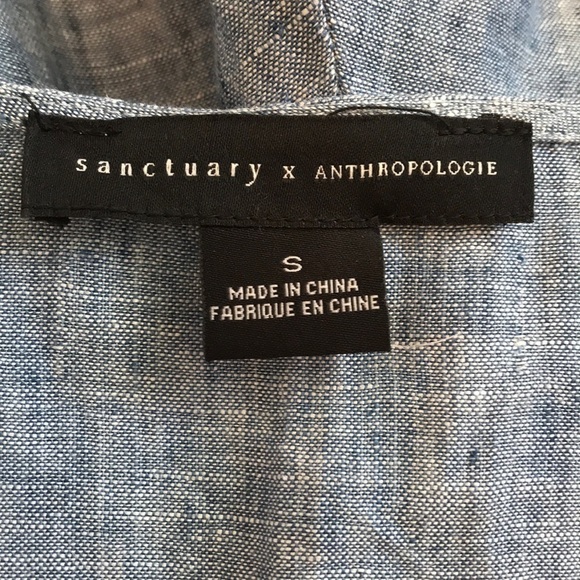 sanctuary x ANTHROPOLOGIE
S
MADE IN CHINA
FABRIQUE EN CHINE